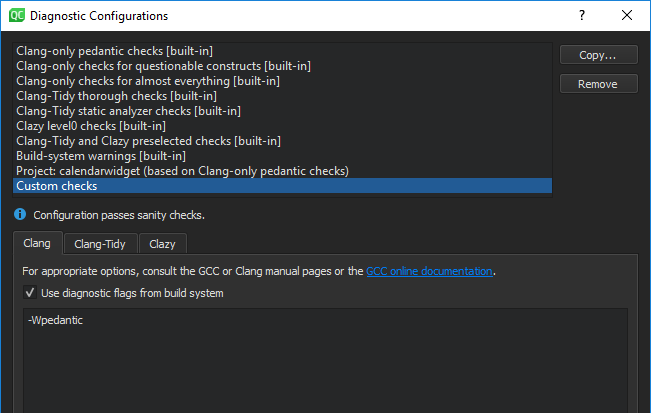 QC Diagnostic Configurations ?
Clang-only pedantic checks [built-in]
Clang-only checks for questionable constructs [built-in]
Clang-only checks for almost everything [built-in]
Clang-Tidy thorough checks [built-in]
Clang-Tidy static analyzer checks [built-in]
Clazy level0 checks [built-in]
Clang-Tidy and Clazy preselected checks [built-in]
Build-system warnings [built-in]
Project: calendarwidget (based on Clang-only pedantic checks)
Custom checks
Copy...
Remove
Configuration passes sanity checks.
Clang Clang-Tidy Clazy
For appropriate options, consult the GCC or Clang manual pages or the GCC online documentation.
Use diagnostic flags from build system
-Wpedantic